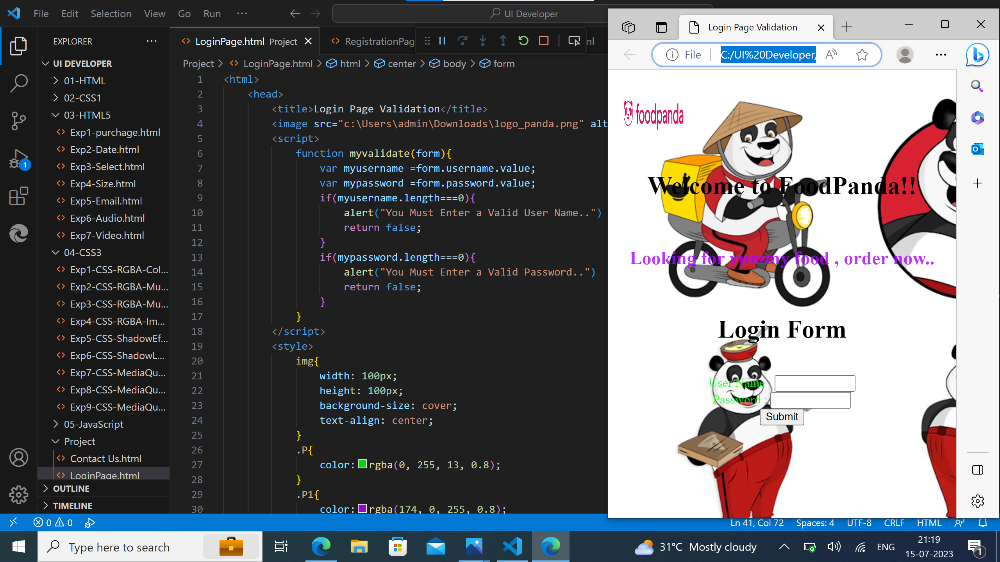 File Edit Selection View Go Run ···
UI Developer
EXPLORER ···
UI DEVELOPER
01-HTML
02-CSS1
03-HTML5
Exp1-purchage.html
Exp2-Date.html
Exp3-Select.html
Exp4-Size.html
Exp5-Email.html
Exp6-Audio.html
Exp7-Video.html
04-CSS3
Exp1-CSS-RGBA-Col...
Exp2-CSS-RGBA-Mu...
Exp3-CSS-RGBA-Mu...
Exp4-CSS-RGBA-Im...
Exp5-CSS-ShadowEf...
Exp6-CSS-ShadowL...
Exp7-CSS-MediaQu...
Exp8-CSS-MediaQu...
Exp9-CSS-MediaQu...
05-JavaScript
Project
Contact Us.html
LoginPage.html
OUTLINE
TIMELINE
1
LoginPage.html Project
RegistrationPag
ml
Project > LoginPage.html > html > center > body > form
1 <html>
2 <head>
3 <title>Login Page Validation</title>
4 <image src="c:\Users\admin\Downloads\logo_panda.png" alt
5 <script>
6 function myvalidate(form){
7 var myusername =form.username.value;
8 var mypassword =form.password.value;
9 if(myusername.length===0){
10 alert("You Must Enter a Valid User Name..")
11 return false;
12 }
13 if(mypassword.length===0){
14 alert("You Must Enter a Valid Password..")
15 return false;
16 }
17 }
18 </script>
19 <style>
20 img{
21 width: 100px;
22 height: 100px;
23 background-size: cover;
24 text-align: center;
25 }
26 .P{
27 color: rgba(0, 255, 13, 0.8);
28 }
29 .P1{
30 color: rgba(174, 0, 255, 0.8);
Login Page Validation
File C:/UI%20Developer/
foodpanda
Welcome to FoodPanda!!
Looking for yummy food , order now..
Login Form
User Name :
Password :
Submit
0 0
Ln 41, Col 72 Spaces: 4 UTF-8 CRLF HTML
Type here to search
31°C Mostly cloudy
ENG
21:19
15-07-2023
1